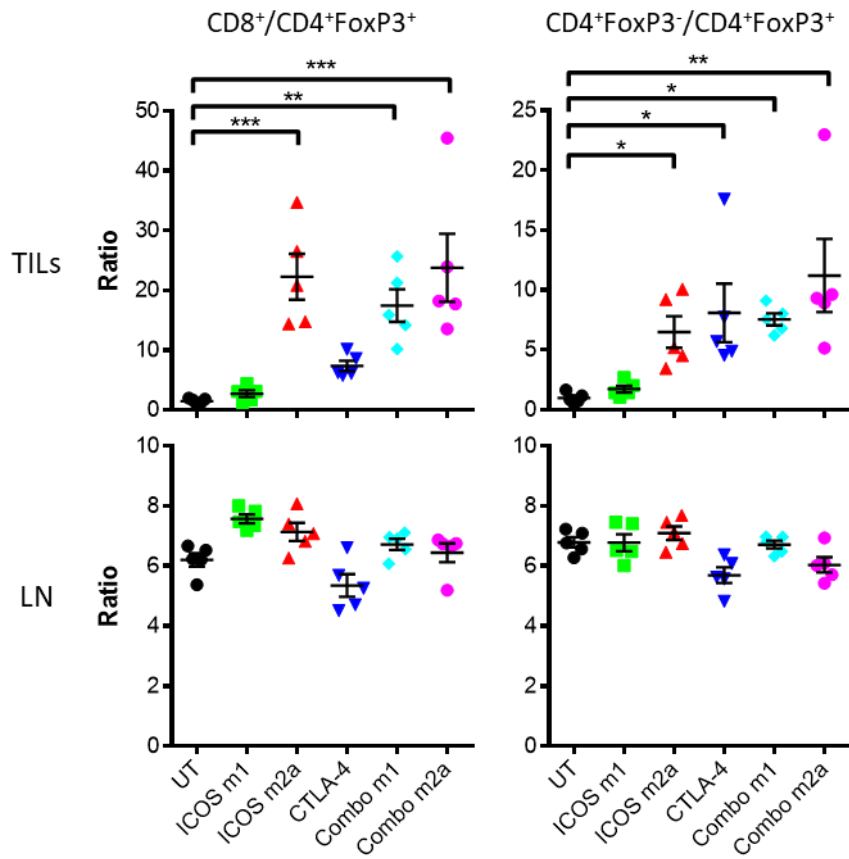 CD8⁺/CD4⁺FoxP3⁺
CD4⁺FoxP3⁻/CD4⁺FoxP3⁺
TILs
Ratio
50
40
30
20
10
0
***
**
***
Ratio
25
20
15
10
5
0
**
*
*
*
LN
Ratio
10
8
6
4
2
0
UT
ICOS m1
ICOS m2a
CTLA-4
Combo m1
Combo m2a
Ratio
10
8
6
4
2
0
UT
ICOS m1
ICOS m2a
CTLA-4
Combo m1
Combo m2a